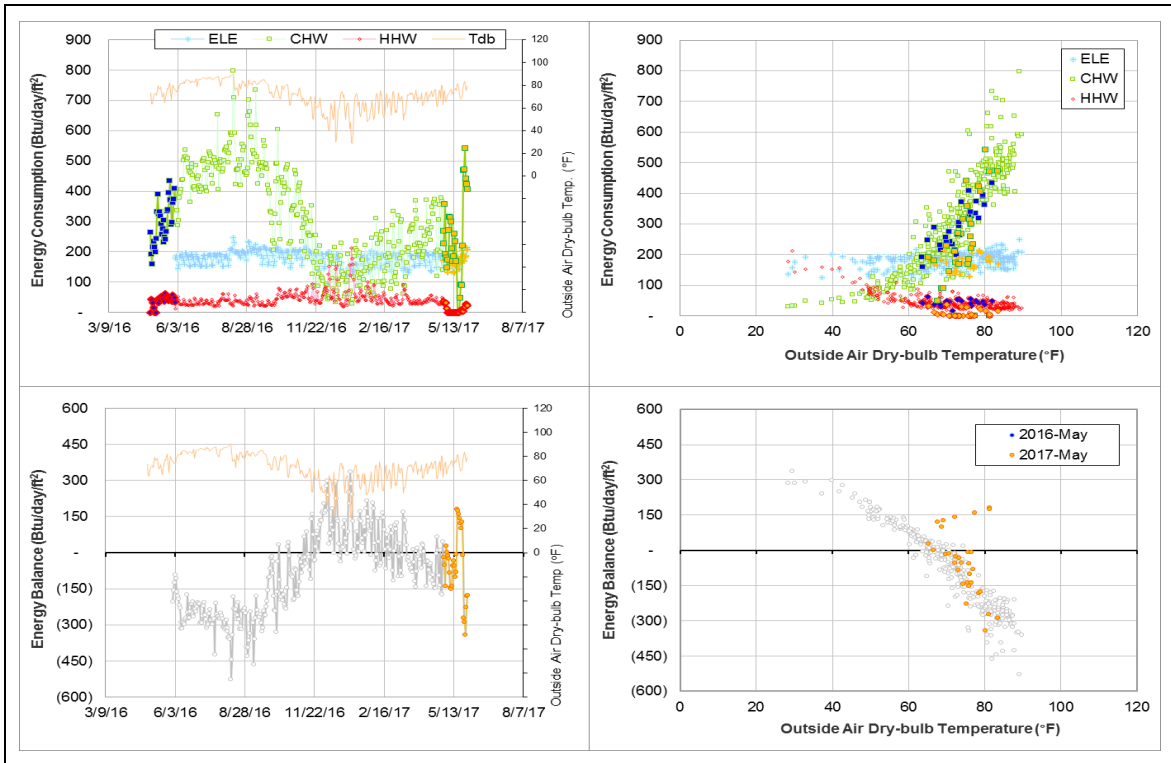 ELE CHW HHW Tdb
Energy Consumption (Btu/day/ft²)
900
800
700
600
500
400
300
200
100
-
120
100
80
60
40
20
0
Outside Air Dry-bulb Temp. (°F)
3/9/16 6/3/16 8/28/16 11/22/16 2/16/17 5/13/17 8/7/17
Energy Consumption (Btu/day/ft²)
900
800
700
600
500
400
300
200
100
-
ELE
CHW
HHW
0 20 40 60 80 100 120
Outside Air Dry-bulb Temperature (°F)
Energy Balance (Btu/day/ft²)
600
450
300
150
-
(150)
(300)
(450)
(600)
120
100
80
60
40
20
0
Outside Air Dry-bulb Temp (°F)
3/9/16 6/3/16 8/28/16 11/22/16 2/16/17 5/13/17 8/7/17
Energy Balance (Btu/day/ft²)
600
450
300
150
-
(150)
(300)
(450)
(600)
2016-May
2017-May
0 20 40 60 80 100 120
Outside Air Dry-bulb Temperature (°F)